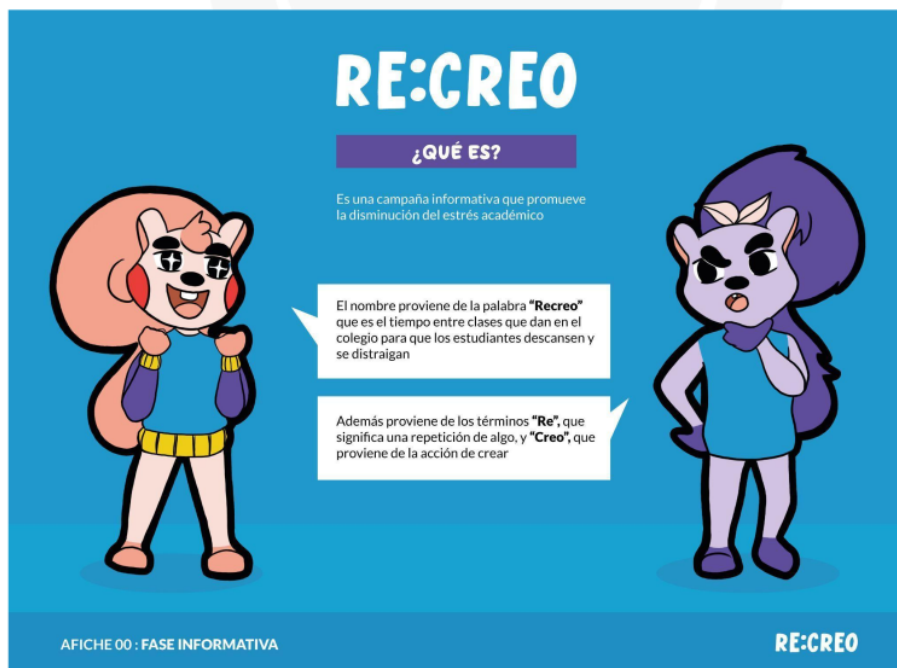 RE:CREO
¿QUÉ ES?
Es una campaña informativa que promueve
la disminución del estrés académico
El nombre proviene de la palabra “Recreo”
que es el tiempo entre clases que dan en el
colegio para que los estudiantes descansen y
se distraigan
Además proviene de los términos “Re”, que
significa una repetición de algo, y “Creo”, que
proviene de la acción de crear
AFICHE 00 : FASE INFORMATIVA
RE:CREO